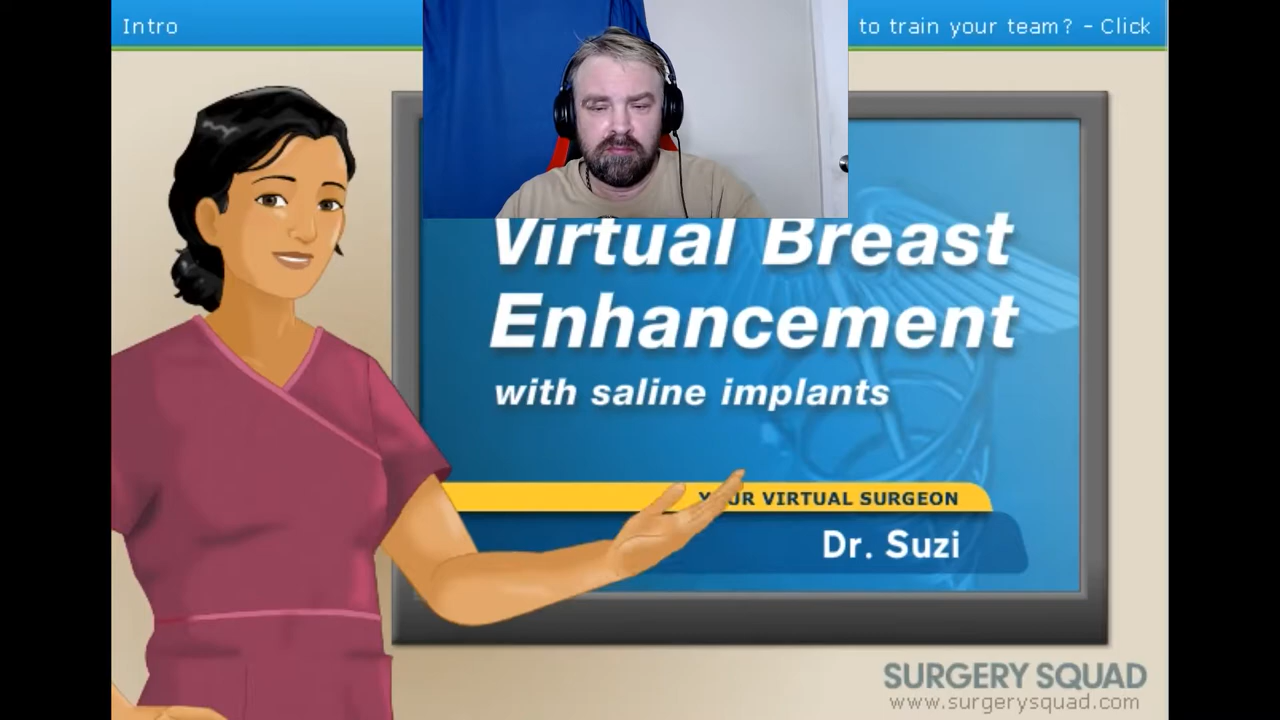 Intro
to train your team? - Click
Virtual Breast
Enhancement
with saline implants
YOUR VIRTUAL SURGEON
Dr. Suzi
SURGERY SQUAD
www.surgerysquad.com